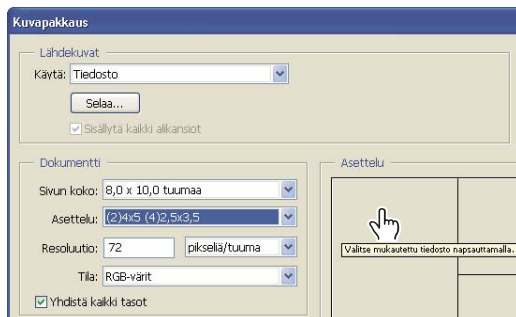 Kuvapakkaus
Lähdekuvat
Käytä: Tiedosto
Selaa...
Sisällytä kaikki alikansiot
Dokumentti
Sivun koko: 8,0 x 10,0 tuumaa
Asettelu: (2)4x5 (4)2,5x3,5
Resoluutio: 72 pikseliä/tuuma
Tila: RGB-värit
Yhdistä kaikki tasot
Asettelu
Valitse mukautettu tiedosto napsauttamalla.